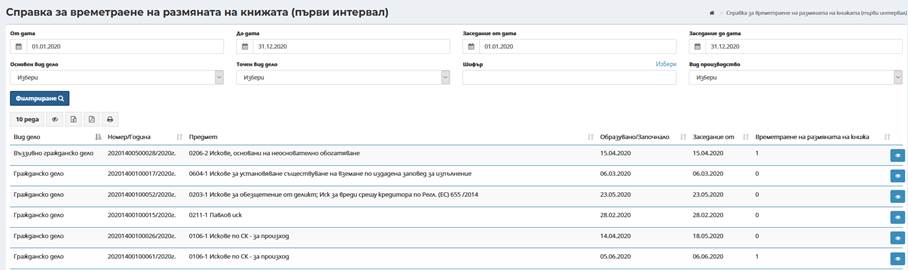 Справка за времетраене на размяната на книжата (първи интервал)
Справка за времетраене на размяната на книжата (първи интервал)
От дата До дата Заседание от дата Заседание до дата
01.01.2020 31.12.2020 01.01.2020 31.12.2020
Основен вид дело Точен вид дело Шифър Избери Вид производство
Избери Избери Избери
Филтриране
10 реда
Вид дело Номер/Година Предмет Образувано/Започнало Заседание от Времетраене на размяната на книжа
Въззивно гражданско дело 20201400500028/2020г. 0206-2 Искове, основани на неоснователно обогатяване 15.04.2020 15.04.2020 1
Гражданско дело 20201400100017/2020г. 0604-1 Искове за установяване съществуване на вземане по издадена заповед за изпълнение 06.03.2020 06.03.2020 0
Гражданско дело 20201400100052/2020г. 0203-1 Искове за обезщетение от деликт; Иск за вреди срещу кредитора по Регл. (ЕС) 655 /2014 23.05.2020 23.05.2020 0
Гражданско дело 20201400100015/2020г. 0211-1 Павлов иск 28.02.2020 28.02.2020 0
Гражданско дело 20201400100026/2020г. 0106-1 Искове по СК - за произход 14.04.2020 18.05.2020 0
Гражданско дело 20201400100061/2020г. 0106-1 Искове по СК - за произход 05.06.2020 06.06.2020 1